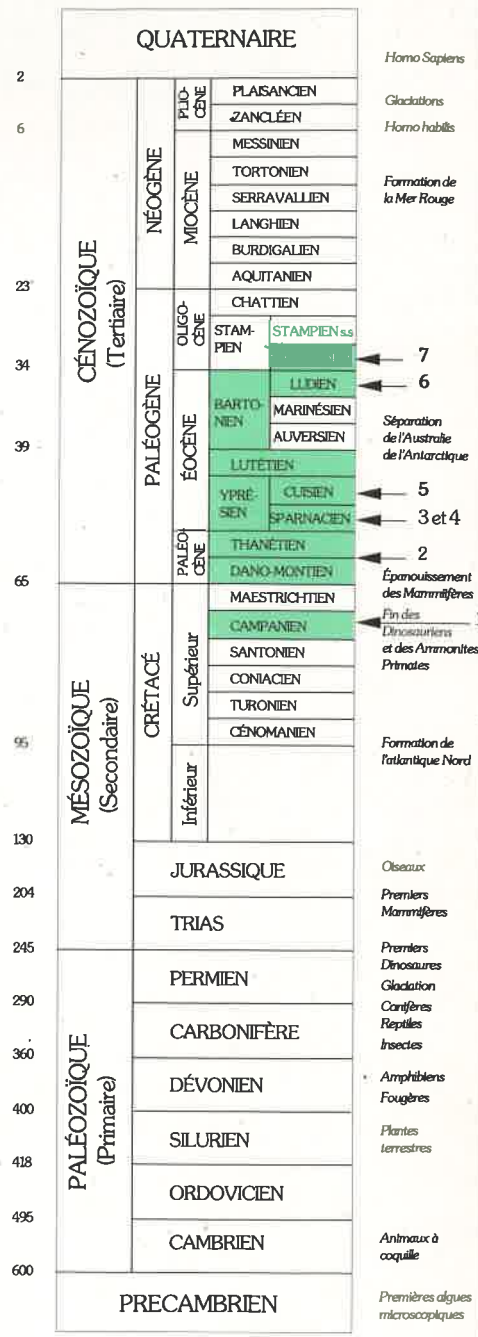 QUATERNAIRE
Homo Sapiens
2
PLAISANCIEN
Glaciations
PLIO-
CÈNE
ZANCLÉEN
6
Homo habilis
MESSINIEN
TORTONIEN
Formation de
la Mer Rouge
SERRAVALLIEN
LANGHIEN
BURDIGALIEN
AQUITANIEN
MIOCÈNE
NÉOGÈNE
23
CHATTIEN
STAM-
PIEN
STAMPIEN s.s
OLIGO-
CÈNE
7
34
CÉNOZOÏQUE
(Tertiaire)
LUDIEN
6
BARTO-
NIEN
MARINÉSIEN
AUVERSIEN
Séparation
de l'Australie
de l'Antarctique
39
PALÉOGÈNE
ÉOCÈNE
LUTÉTIEN
YPRÉ-
SIEN
CUISIEN
5
SPARNACIEN
3 et 4
PALÉO-
CÈNE
THANÉTIEN
2
DANO-MONTIEN
65
Épanouissement
des Mammifères
MAESTRICHTIEN
CAMPANIEN
Fin des
Dinosauriens
et des Ammonites
Primates
SANTONIEN
CONIACIEN
TURONIEN
CÉNOMANIEN
Supérieur
CRÉTACÉ
95
Formation de
l'atlantique Nord
Inférieur
MÉSOZOÏQUE
(Secondaire)
130
JURASSIQUE
Oiseaux
204
Premiers
Mammifères
TRIAS
245
Premiers
Dinosaures
PERMIEN
Glaciation
290
Conifères
Reptiles
CARBONIFÈRE
Insectes
360
DÉVONIEN
Amphibiens
Fougères
400
PALÉOZOÏQUE
(Primaire)
SILURIEN
Plantes
terrestres
418
ORDOVICIEN
495
CAMBRIEN
Animaux à
coquille
600
PRECAMBRIEN
Premières algues
microscopiques